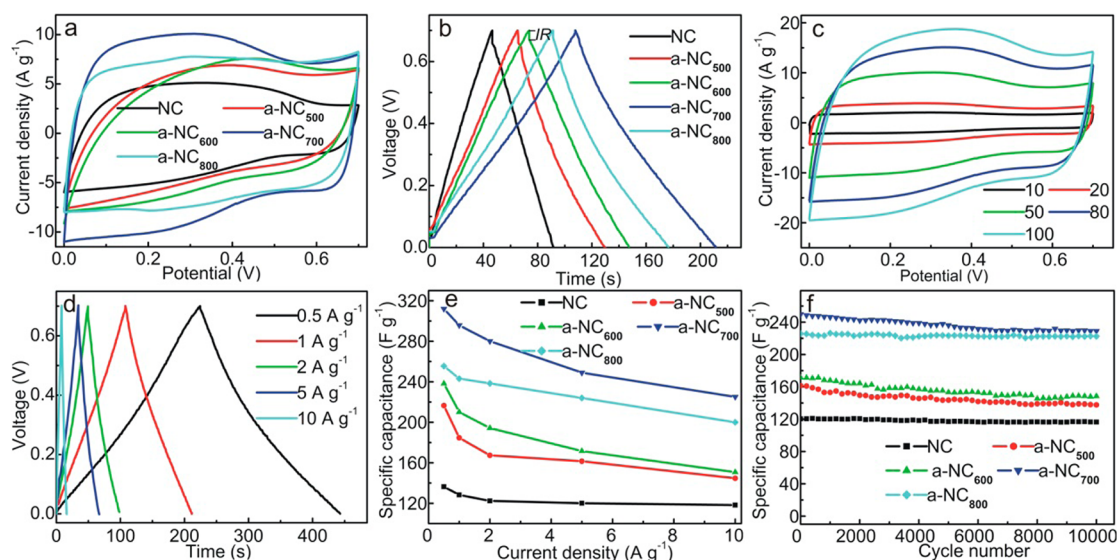 a
Current density (A g-1)
10
5
0
-5
-10
NC a-NC500
a-NC600 a-NC700
a-NC800
0.0 0.2 0.4 0.6
Potential (V)
b
IR
Voltage (V)
0.6
0.4
0.2
0.0
NC
a-NC500
a-NC600
a-NC700
a-NC800
0 40 80 120 160 200 240
Time (s)
c
Current density (A g-1)
20
10
0
-10
-20
10 20
50 80
100
0.0 0.2 0.4 0.6
Potential (V)
d
Voltage (V)
0.6
0.4
0.2
0.0
0.5 A g-1
1 A g-1
2 A g-1
5 A g-1
10 A g-1
0 100 200 300 400 500
Time (s)
e
Specific capacitance (F g-1)
320
280
240
200
160
120
NC a-NC500
a-NC600 a-NC700
a-NC800
0 2 4 6 8 10
Current density (A g-1)
f
Specific capacitance (F g-1)
240
200
160
120
80
40
0
NC a-NC500
a-NC600 a-NC700
a-NC800
0 2000 4000 6000 8000 10000
Cycle number